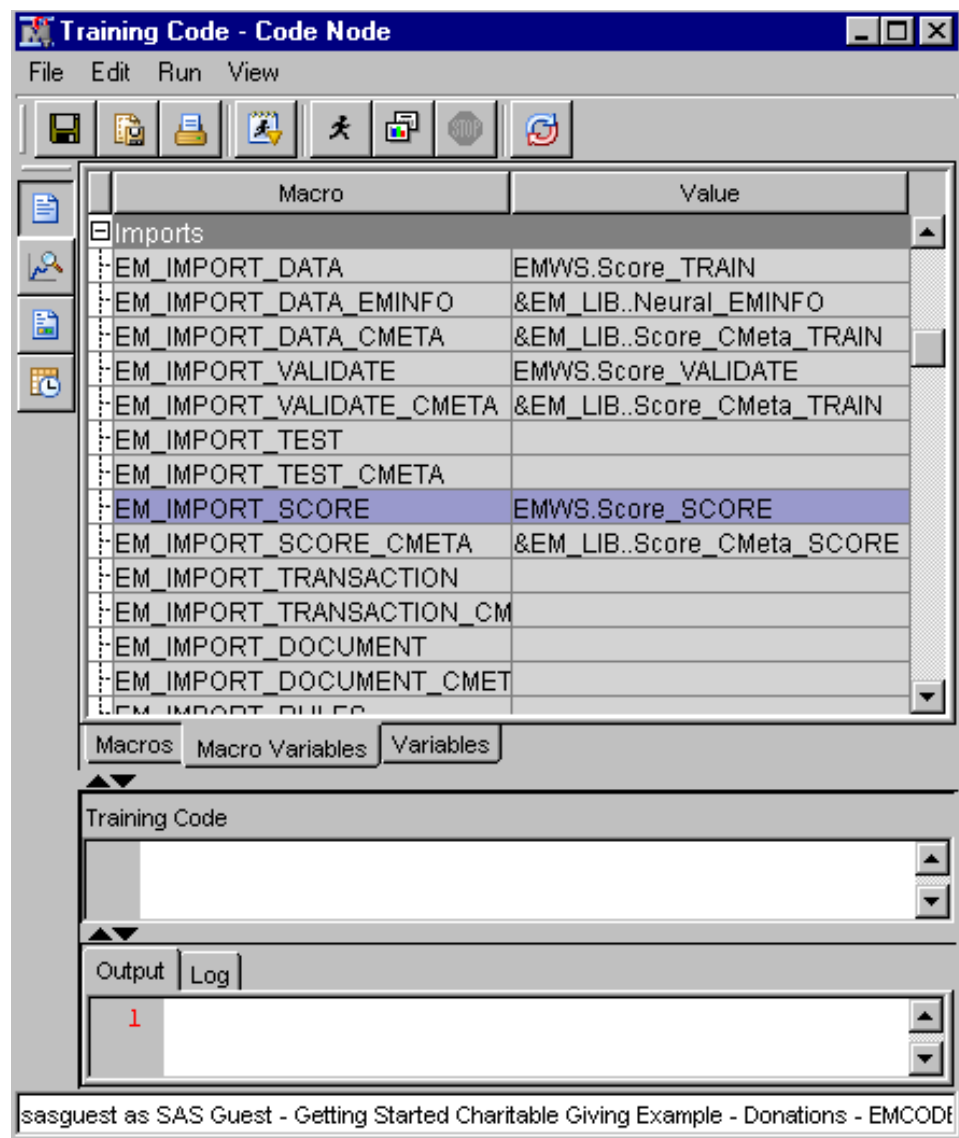 Training Code - Code Node
File Edit Run View
STOP
Macro Value
Imports
EM_IMPORT_DATA EMWS.Score_TRAIN
EM_IMPORT_DATA_EMINFO &EM_LIB..Neural_EMINFO
EM_IMPORT_DATA_CMETA &EM_LIB..Score_CMeta_TRAIN
EM_IMPORT_VALIDATE EMWS.Score_VALIDATE
EM_IMPORT_VALIDATE_CMETA &EM_LIB..Score_CMeta_TRAIN
EM_IMPORT_TEST
EM_IMPORT_TEST_CMETA
EM_IMPORT_SCORE EMWS.Score_SCORE
EM_IMPORT_SCORE_CMETA &EM_LIB..Score_CMeta_SCORE
EM_IMPORT_TRANSACTION
EM_IMPORT_TRANSACTION_CM
EM_IMPORT_DOCUMENT
EM_IMPORT_DOCUMENT_CMET
EM_IMPORT_RULES
Macros Macro Variables Variables
Training Code
Output Log
1
sasguest as SAS Guest - Getting Started Charitable Giving Example - Donations - EMCODE